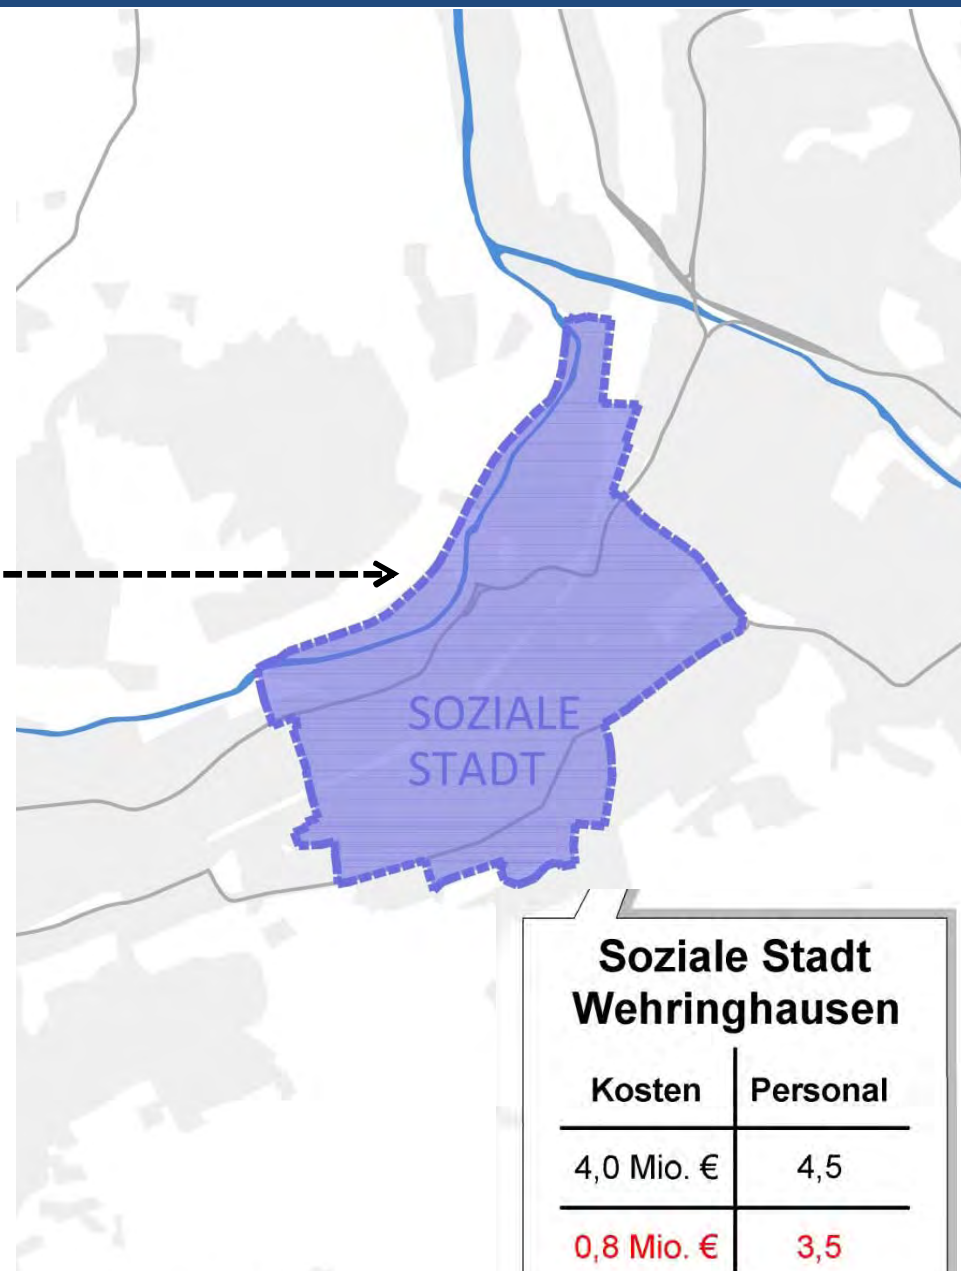 SOZIALE
STADT
Soziale Stadt
Wehringhausen
Kosten Personal
4,0 Mio. € 4,5
0,8 Mio. € 3,5